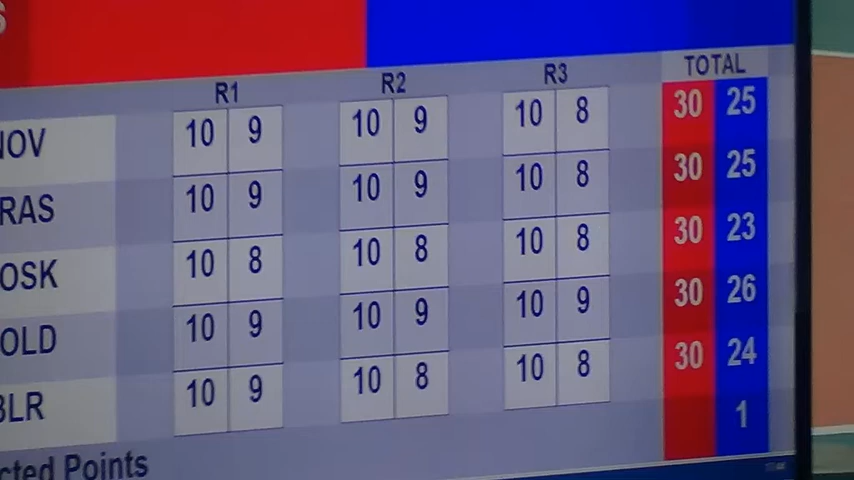 S
R1 R2 R3 TOTAL
NOV 10 9 10 9 10 8 30 25
RAS 10 9 10 9 10 8 30 25
OSK 10 8 10 8 10 8 30 23
OLD 10 9 10 9 10 9 30 26
BLR 10 9 10 8 10 8 30 24
1
cted Points